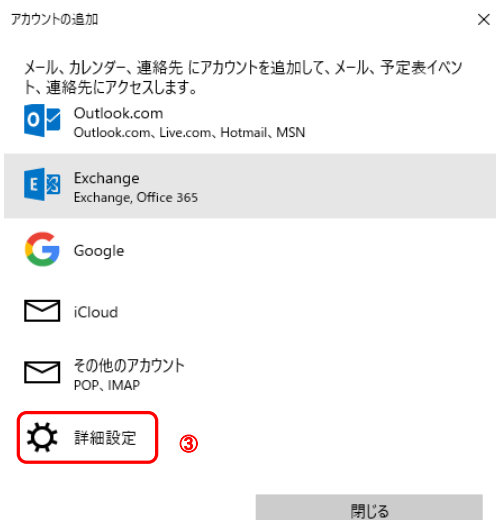 アカウントの追加
メール、カレンダー、連絡先 にアカウントを追加して、メール、予定表イベン
ト、連絡先にアクセスします。
Outlook.com
Outlook.com、Live.com、Hotmail、MSN
Exchange
Exchange, Office 365
Google
iCloud
その他のアカウント
POP、IMAP
詳細設定
③
閉じる